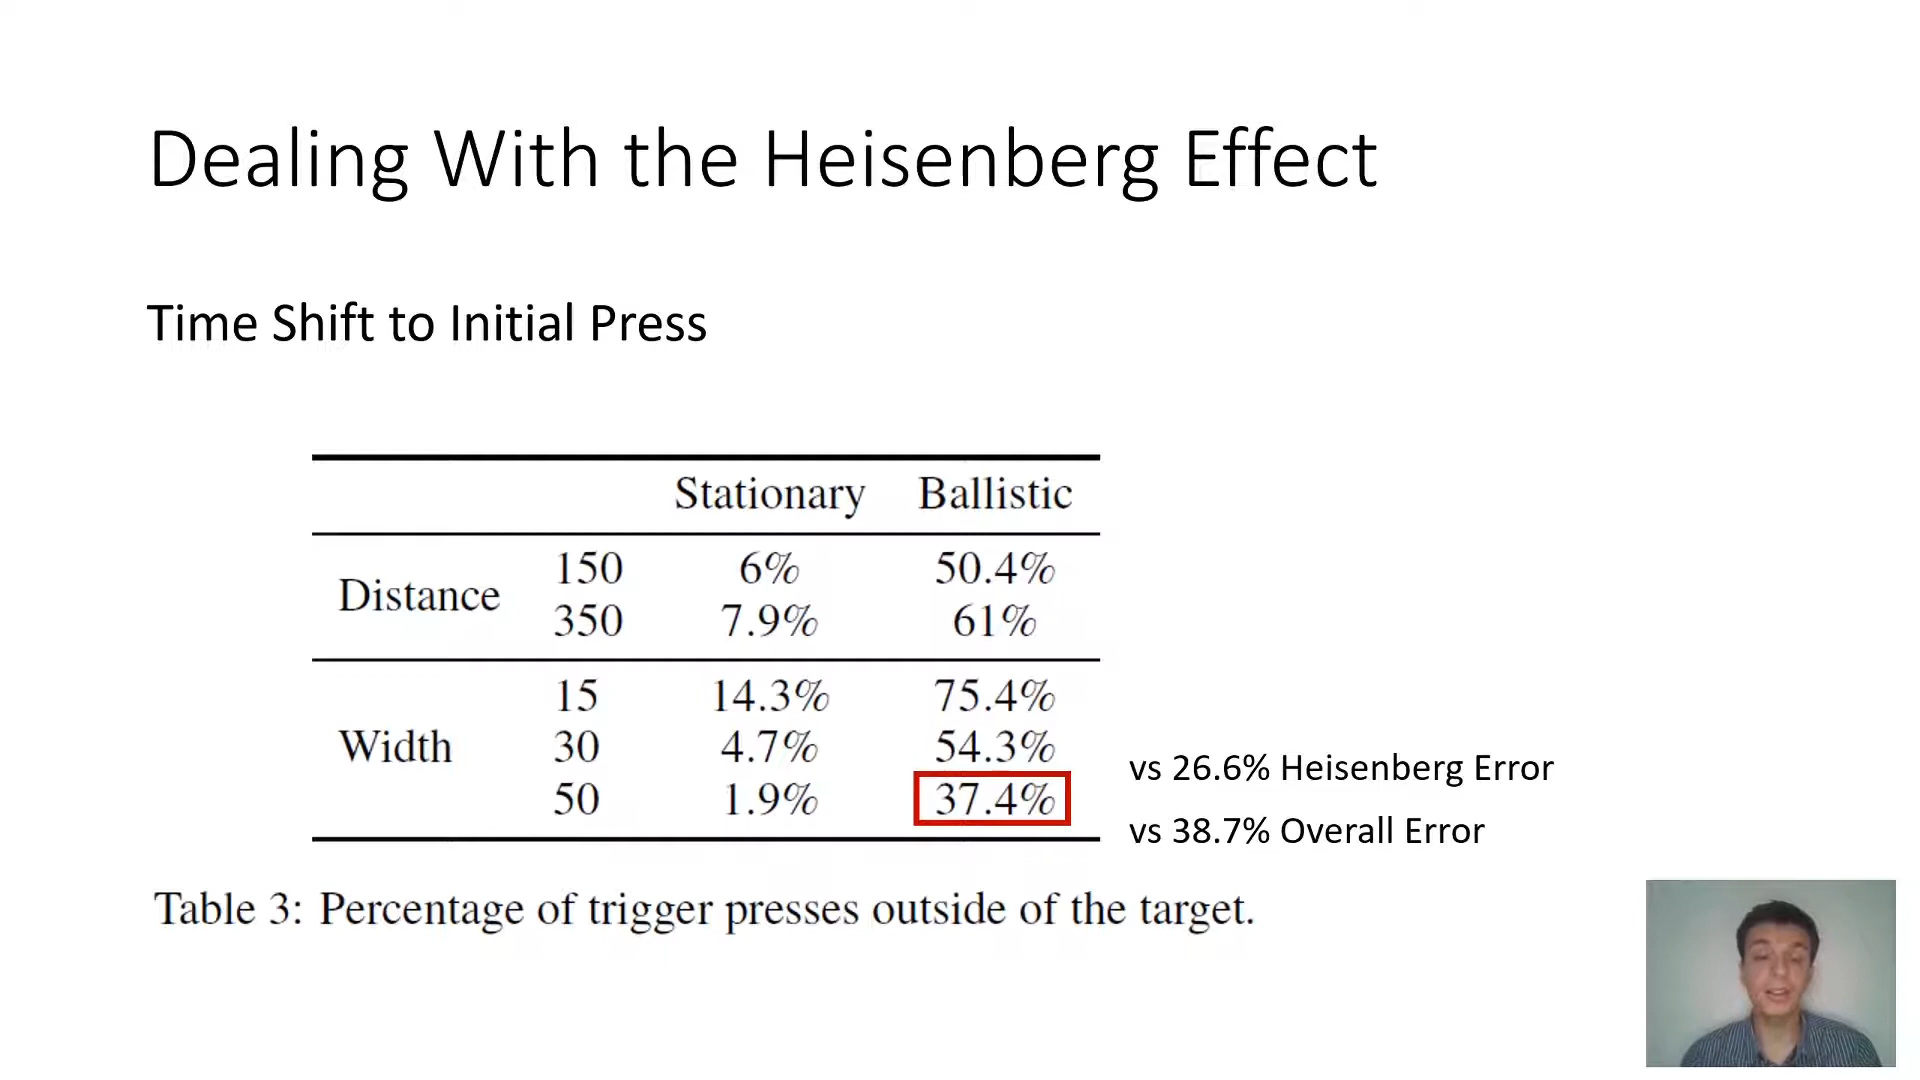 Dealing With the Heisenberg Effect
Time Shift to Initial Press
Stationary Ballistic
Distance 150 6% 50.4%
350 7.9% 61%
15 14.3% 75.4%
Width 30 4.7% 54.3%
50 1.9% 37.4%
vs 26.6% Heisenberg Error
vs 38.7% Overall Error
Table 3: Percentage of trigger presses outside of the target.